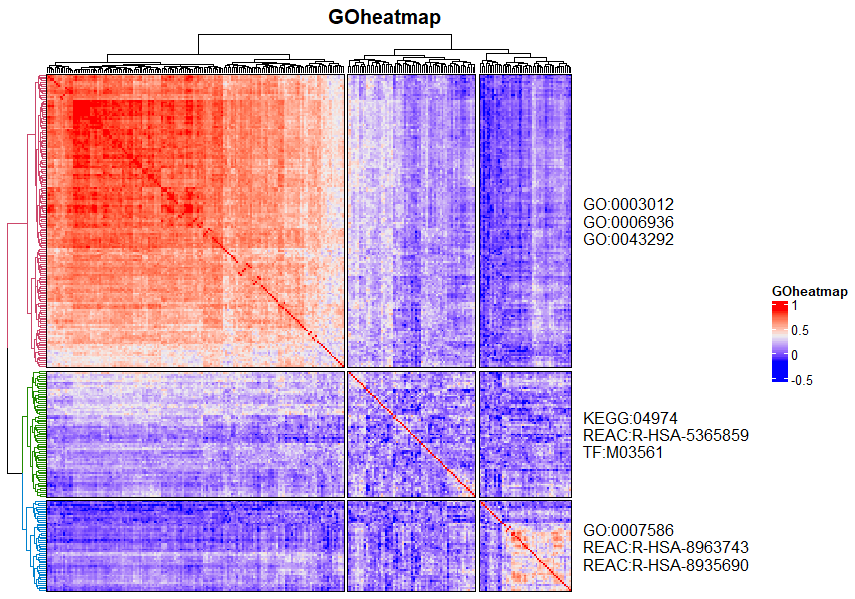 GOheatmap
GO:0003012
GO:0006936
GO:0043292
GOheatmap
1
0.5
0
-0.5
KEGG:04974
REAC:R-HSA-5365859
TF:M03561
GO:0007586
REAC:R-HSA-8963743
REAC:R-HSA-8935690